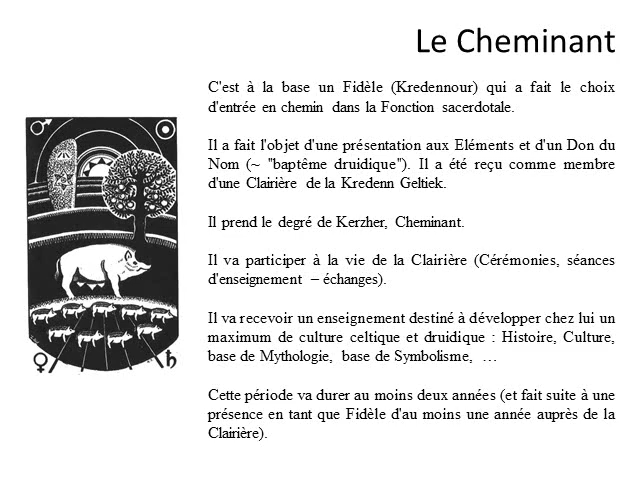 Le Cheminant
C'est à la base un Fidèle (Kredennour) qui a fait le choix
d'entrée en chemin dans la Fonction sacerdotale.
Il a fait l'objet d'une présentation aux Eléments et d'un Don du
Nom (~ "baptême druidique"). Il a été reçu comme membre
d'une Clairière de la Kredenn Geltiek.
Il prend le degré de Kerzher, Cheminant.
Il va participer à la vie de la Clairière (Cérémonies, séances
d'enseignement – échanges).
Il va recevoir un enseignement destiné à développer chez lui un
maximum de culture celtique et druidique : Histoire, Culture,
base de Mythologie, base de Symbolisme, …
Cette période va durer au moins deux années (et fait suite à une
présence en tant que Fidèle d'au moins une année auprès de la
Clairière).